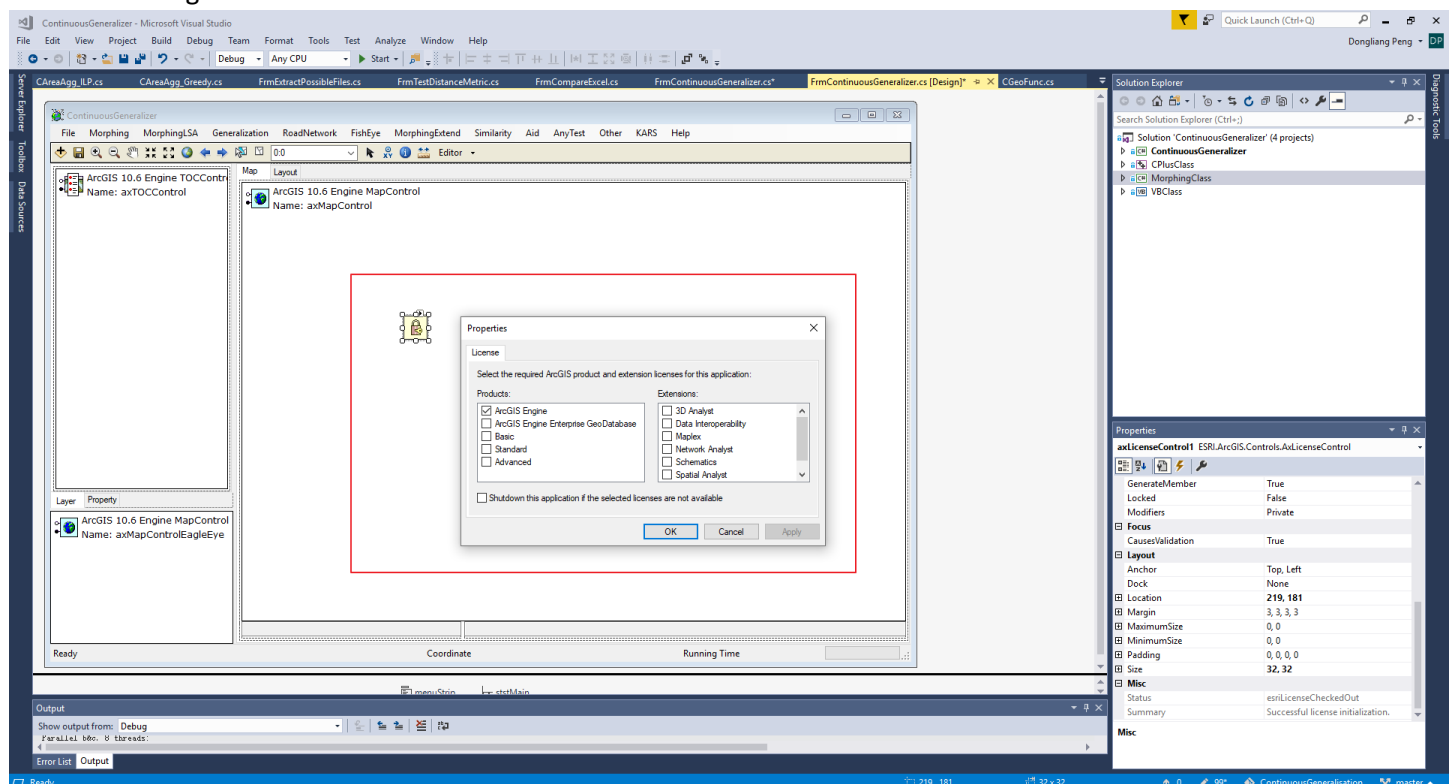 ContinuousGeneralizer - Microsoft Visual Studio
Quick Launch (Ctrl+Q)
File Edit View Project Build Debug Team Format Tools Test Analyze Window Help
Dongliang Peng DP
Debug Any CPU Start
CAreaAgg_ILP.cs CAreaAgg_Greedy.cs FrmExtractPossibleFiles.cs FrmTestDistanceMetric.cs FrmCompareExcel.cs FrmContinuousGeneralizer.cs* FrmContinuousGeneralizer.cs [Design]* CGeoFunc.cs
Server Explorer
Toolbox
Data Sources
ContinuousGeneralizer
File Morphing MorphingLSA Generalization RoadNetwork FishEye MorphingExtend Similarity Aid AnyTest Other KARS Help
0:0 Editor
ArcGIS 10.6 Engine TOCContr
Name: axTOCControl
Map Layout
ArcGIS 10.6 Engine MapControl
Name: axMapControl
Properties
License
Select the required ArcGIS product and extension licenses for this application:
Products: Extensions:
ArcGIS Engine 3D Analyst
ArcGIS Engine Enterprise GeoDatabase Data Interoperability
Basic Maplex
Standard Network Analyst
Advanced Schematics
Spatial Analyst
Shutdown this application if the selected licenses are not available
OK Cancel Apply
Layer Property
ArcGIS 10.6 Engine MapControl
Name: axMapControlEagleEye
Ready Coordinate Running Time
menuStrip ststMain
Output
Show output from: Debug
Parallel b&c, 8 threads:
Error List Output
Solution Explorer
Search Solution Explorer (Ctrl+;)
Solution 'ContinuousGeneralizer' (4 projects)
ContinuousGeneralizer
CPlusClass
MorphingClass
VBClass
Diagnostic Tools
Properties
axLicenseControl1 ESRI.ArcGIS.Controls.AxLicenseControl
GenerateMember True
Locked False
Modifiers Private
Focus
CausesValidation True
Layout
Anchor Top, Left
Dock None
Location 219, 181
Margin 3, 3, 3, 3
MaximumSize 0, 0
MinimumSize 0, 0
Padding 0, 0, 0, 0
Size 32, 32
Misc
Status esriLicenseCheckedOut
Summary Successful license initialization.
Misc
Ready 219, 181 32 x 32 0 99* ContinuousGeneralisation master